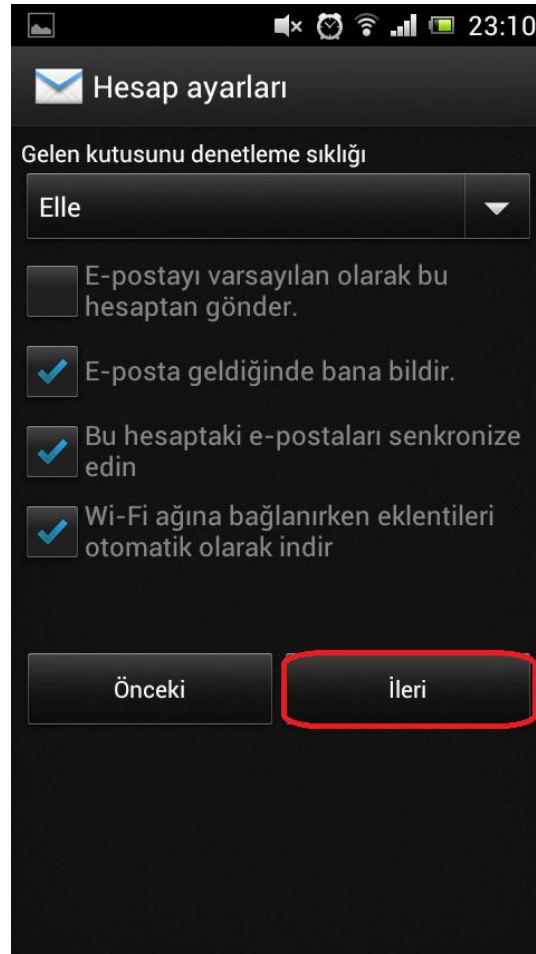 23:10
Hesap ayarları
Gelen kutusunu denetleme sıklığı
Elle
E-postayı varsayılan olarak bu
hesaptan gönder.
E-posta geldiğinde bana bildir.
Bu hesaptaki e-postaları senkronize
edin
Wi-Fi ağına bağlanırken eklentileri
otomatik olarak indir
Önceki
İleri